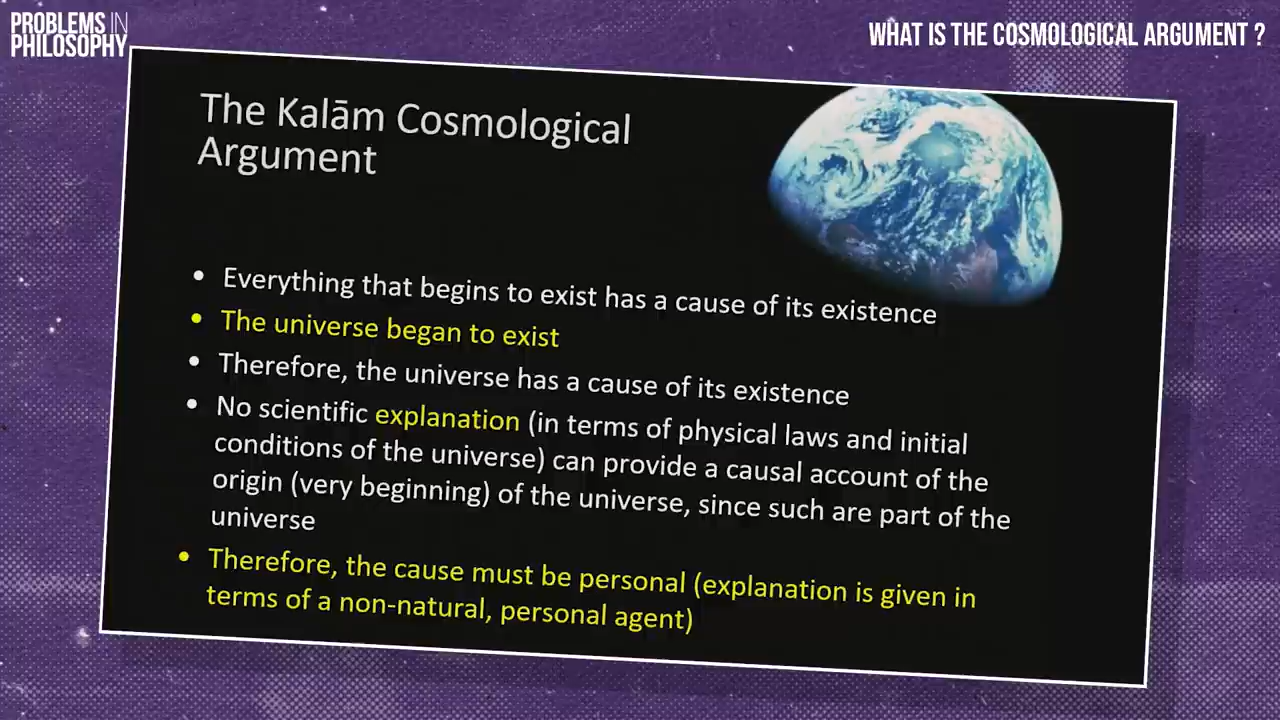 PROBLEMS IN
PHILOSOPHY
WHAT IS THE COSMOLOGICAL ARGUMENT ?
The Kalām Cosmological
Argument
• Everything that begins to exist has a cause of its existence
• The universe began to exist
• Therefore, the universe has a cause of its existence
• No scientific explanation (in terms of physical laws and initial
conditions of the universe) can provide a causal account of the
origin (very beginning) of the universe, since such are part of the
universe
• Therefore, the cause must be personal (explanation is given in
terms of a non-natural, personal agent)